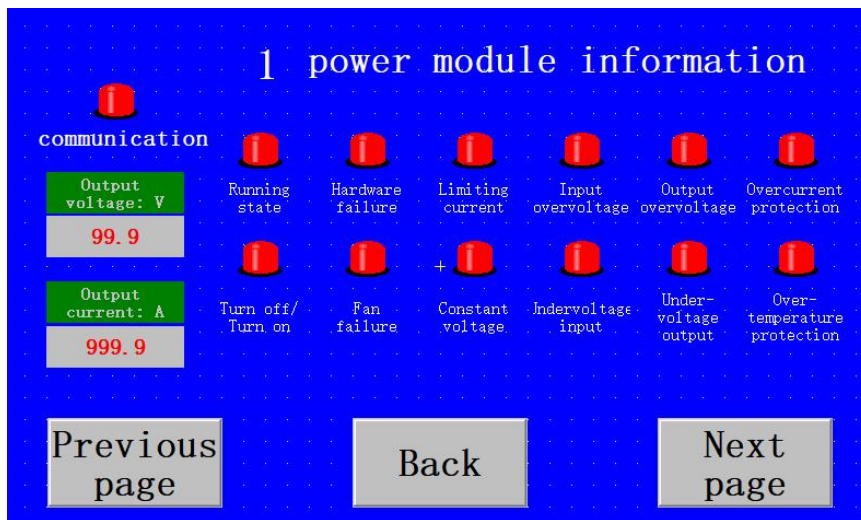 1 power module information
communication
Output
voltage: V
99.9
Output
current: A
999.9
Running
state
Hardware
failure
Limiting
current
Input
overvoltage
Output
overvoltage
Overcurrent
protection
Turn off/
Turn on
Fan
failure
+
Constant
voltage
Undervoltage
input
Under-
voltage
output
Over-
temperature
protection
Previous
page
Back
Next
page